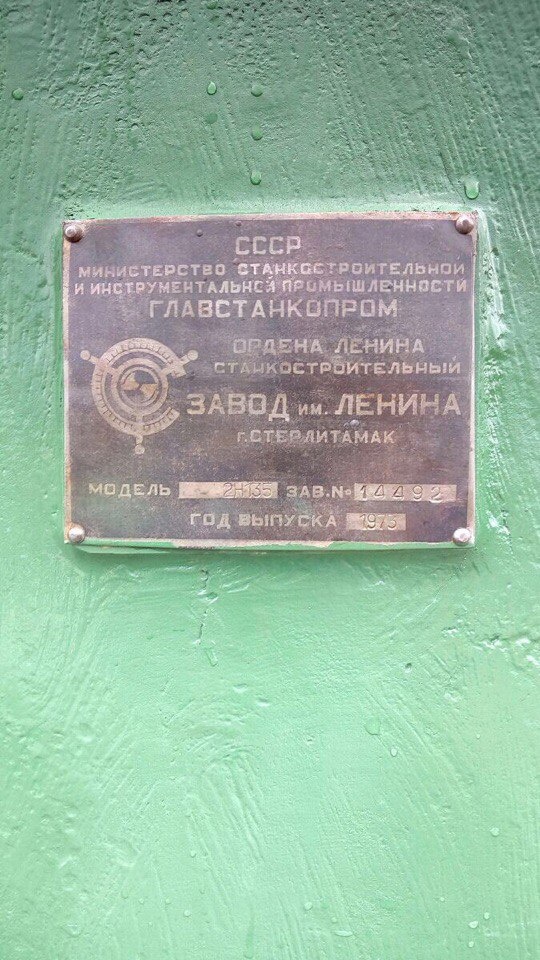 СССР
МИНИСТЕРСТВО СТАНКОСТРОИТЕЛЬНОЙ
И ИНСТРУМЕНТАЛЬНОЙ ПРОМЫШЛЕННОСТИ
ГЛАВСТАНКОПРОМ
ОРДЕНА ЛЕНИНА
СТАНКОСТРОИТЕЛЬНЫЙ
ЗАВОД им. ЛЕНИНА
г. СТЕРЛИТАМАК
МОДЕЛЬ 2Н135 ЗАВ. № 14492
ГОД ВЫПУСКА 1973